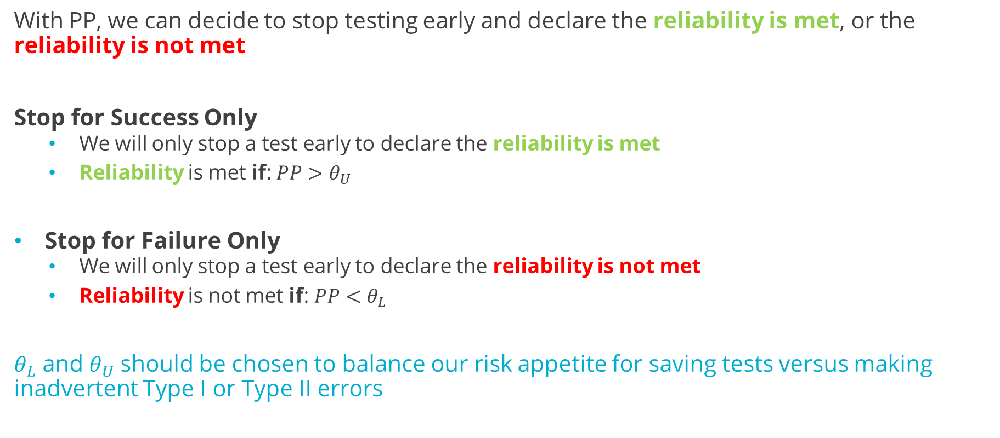 With PP, we can decide to stop testing early and declare the reliability is met, or the
reliability is not met
Stop for Success Only
• We will only stop a test early to declare the reliability is met
• Reliability is met if: PP > θ_U
• Stop for Failure Only
• We will only stop a test early to declare the reliability is not met
• Reliability is not met if: PP < θ_L
θ_L and θ_U should be chosen to balance our risk appetite for saving tests versus making
inadvertent Type I or Type II errors